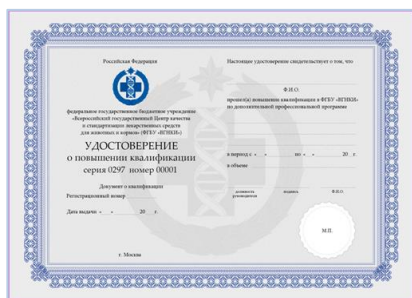 Российская Федерация
федеральное государственное бюджетное учреждение
«Всероссийский государственный Центр качества
и стандартизации лекарственных средств
для животных и кормов» (ФГБУ «ВГНКИ»)
УДОСТОВЕРЕНИЕ
о повышении квалификации
серия 0297 номер 00001
Документ о квалификации
Регистрационный номер
Дата выдачи « » 20 г.
г. Москва
Настоящее удостоверение свидетельствует о том, что
Ф.И.О.
прошел(а) повышение квалификации в ФГБУ «ВГНКИ»
по дополнительной профессиональной программе
в период с « » по « » 20 г.
в объеме
должность подпись Ф.И.О.
руководителя
М.П.